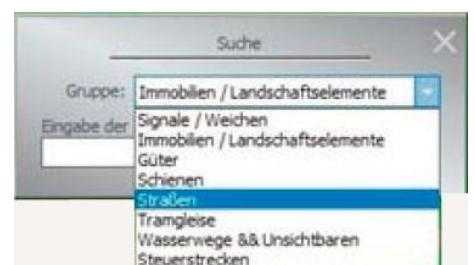 Suche
Gruppe: Immobilien / Landschaftselemente
Eingabe der
Signale / Weichen
Immobilien / Landschaftselemente
Güter
Schienen
Straßen
Tramgleise
Wasserwege && Unsichtbaren
Steuerstrecken